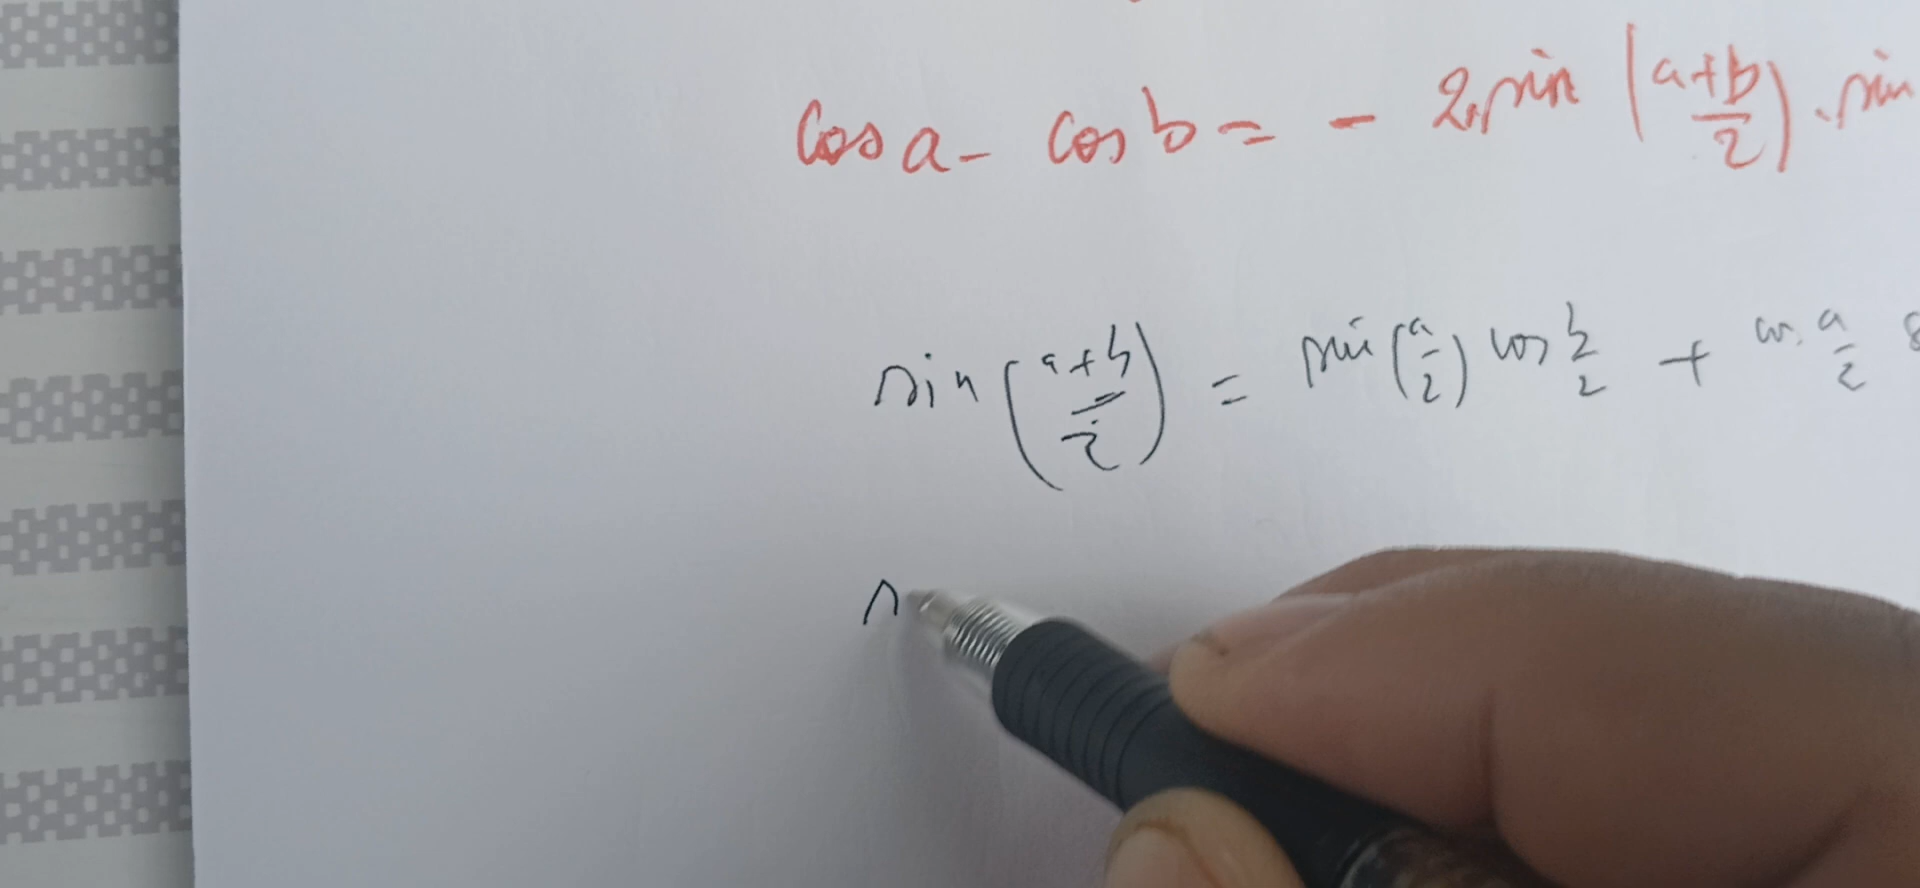 cos a - cos b = - 2. sin (a+b/2) . sin
sin (a+b/2) = sin (a/2) cos b/2 + cos a/2